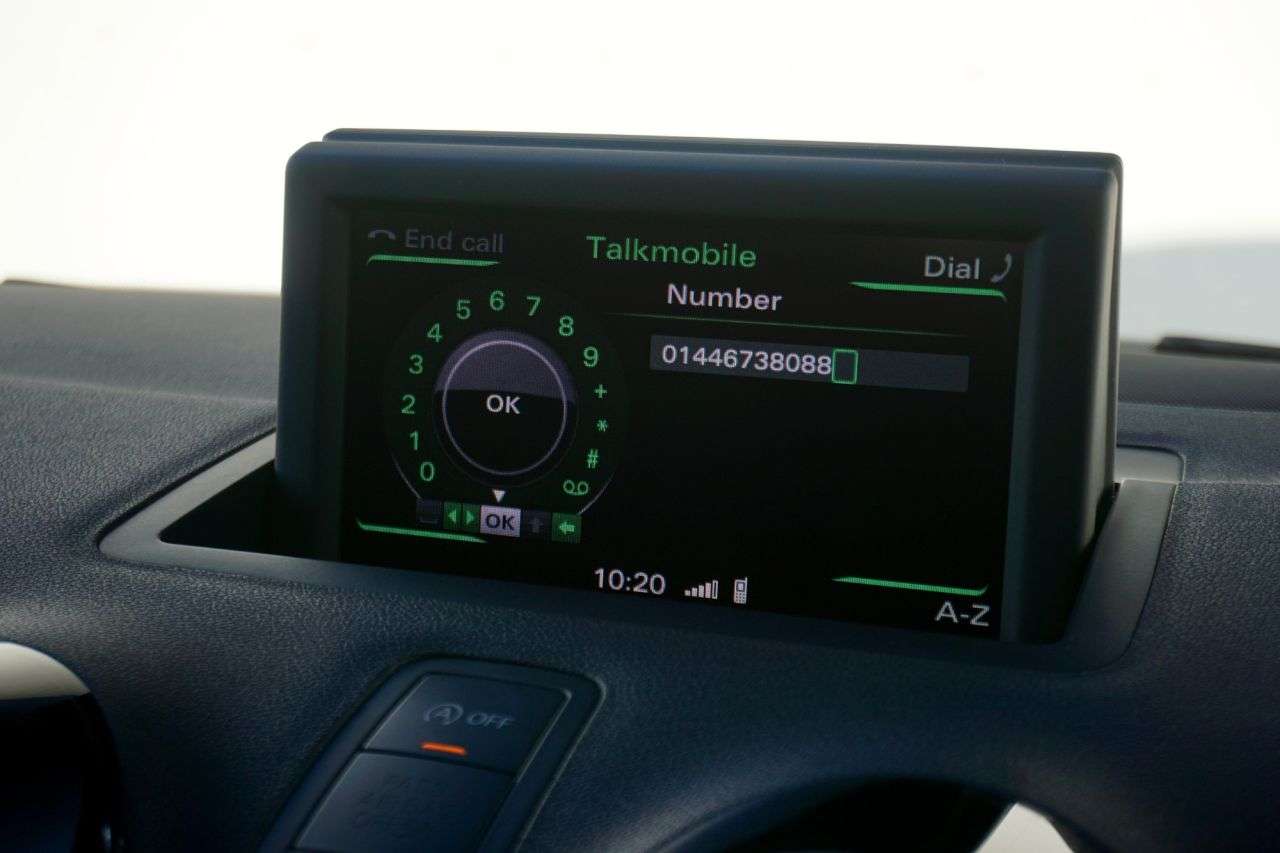 End call
Talkmobile
Dial
Number
01446738088
0 1 2 3 4 5 6 7 8 9 + * #
OK
OK
10:20
A-Z
A OFF